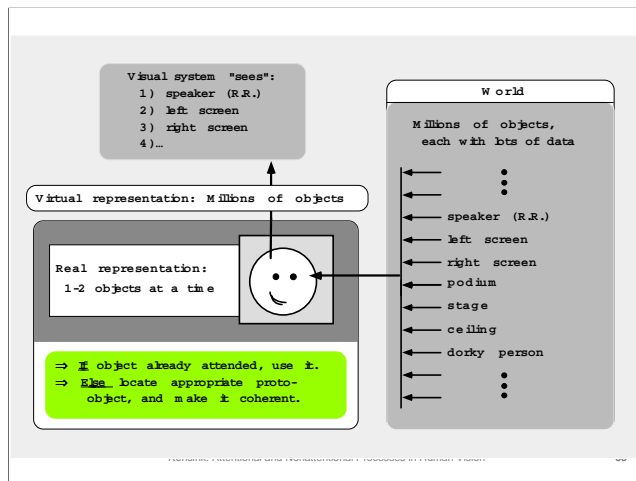 Visual system "sees":
1) speaker (R.R.)
2) left screen
3) right screen
4)…
Virtual representation: Millions of objects
Real representation:
1-2 objects at a time
⇒ If object already attended, use it.
⇒ Else locate appropriate proto-
object, and make it coherent.
World
Millions of objects,
each with lots of data
speaker (R.R.)
left screen
right screen
podium
stage
ceiling
dorky person